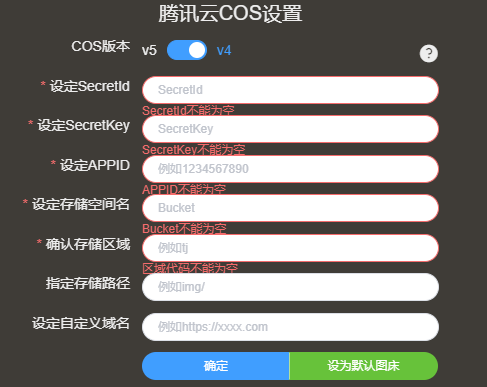 腾讯云COS设置
COS版本 v5 v4 ?
* 设定SecretId SecretId
SecretId不能为空
* 设定SecretKey SecretKey
SecretKey不能为空
* 设定APPID 例如1234567890
APPID不能为空
* 设定存储空间名 Bucket
Bucket不能为空
* 确认存储区域 例如tj
区域代码不能为空
指定存储路径 例如img/
设定自定义域名 例如https://xxxx.com
确定 设为默认图床